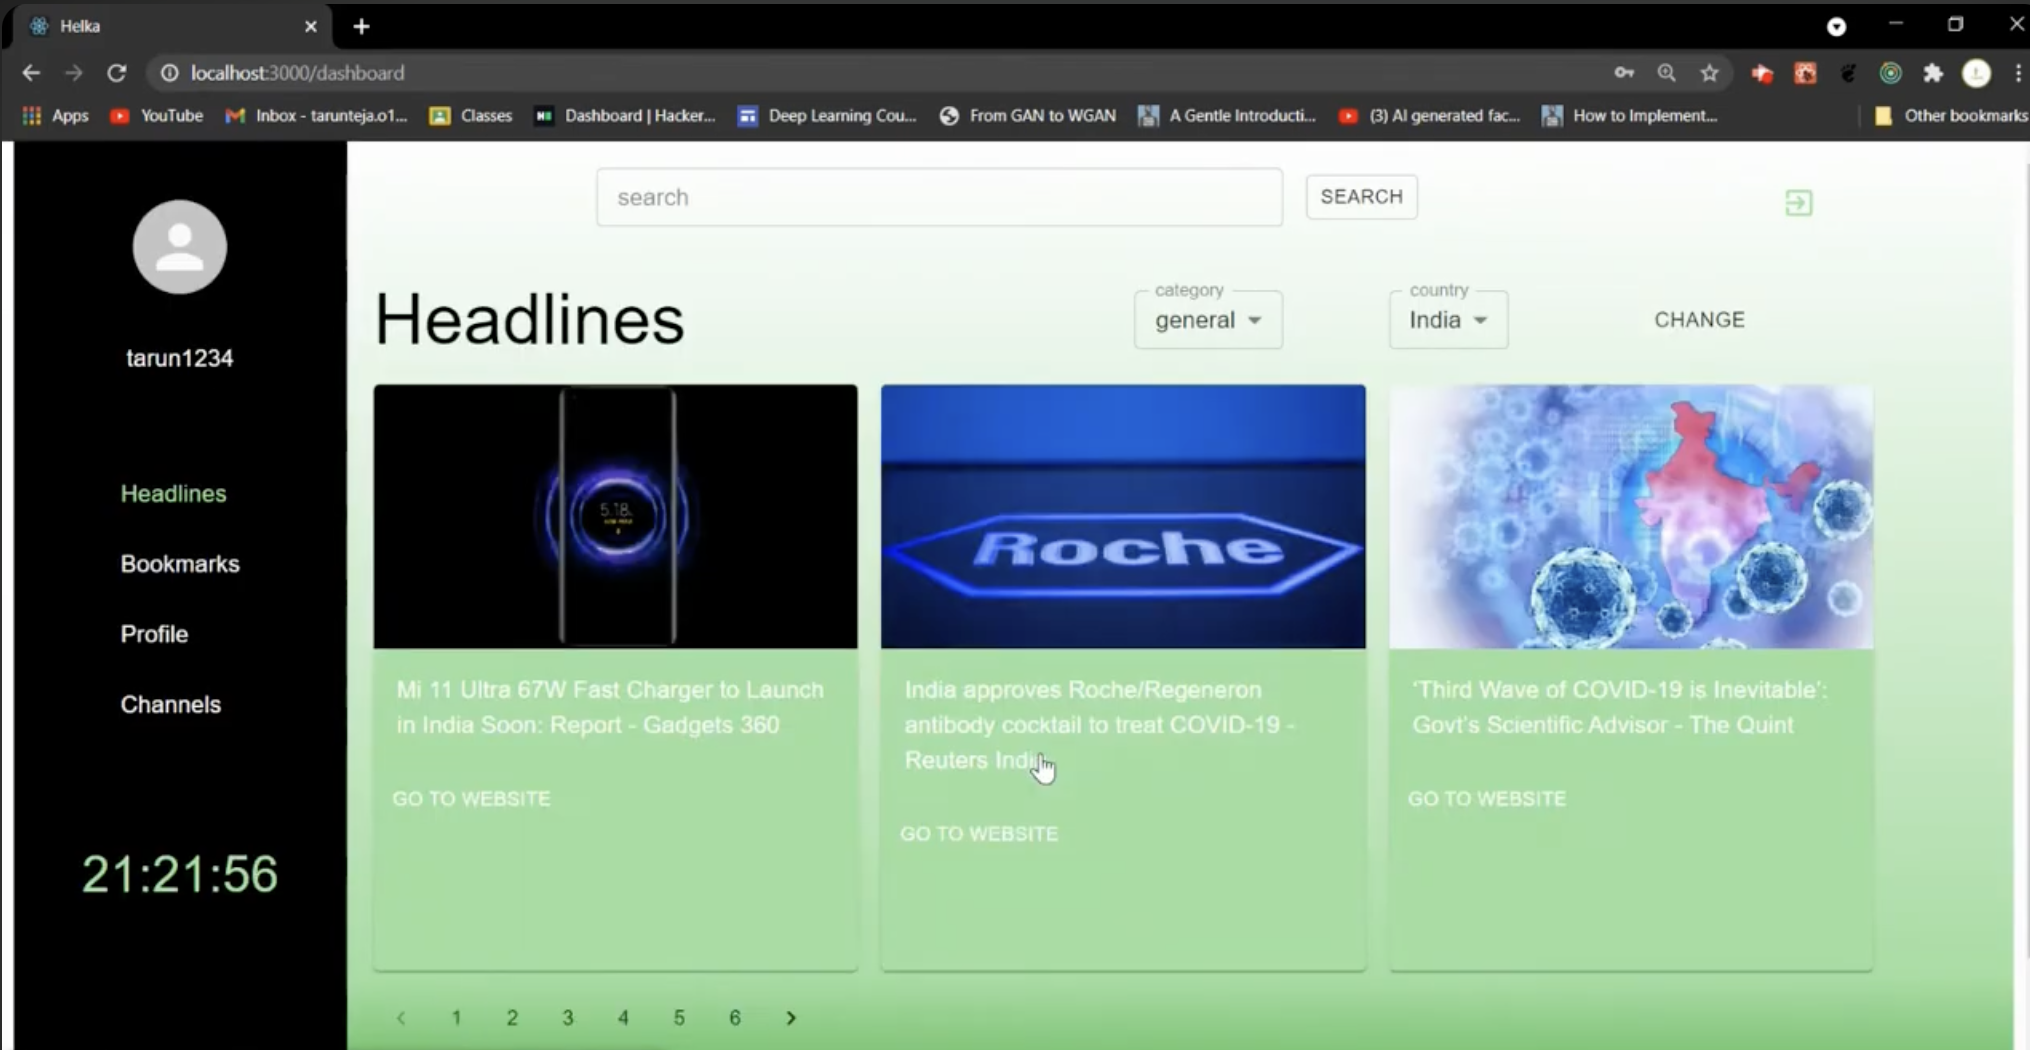 Helka
localhost:3000/dashboard
Apps
YouTube
Inbox - tarunteja.o1...
Classes
Dashboard | Hacker...
Deep Learning Cou...
From GAN to WGAN
A Gentle Introducti...
(3) AI generated fac...
How to Implement...
Other bookmarks
search
SEARCH
tarun1234
Headlines
Bookmarks
Profile
Channels
21:21:56
Headlines
category
general
country
India
CHANGE
5.18
Mi 11 Ultra 67W Fast Charger to Launch
in India Soon: Report - Gadgets 360
GO TO WEBSITE
Roche
India approves Roche/Regeneron
antibody cocktail to treat COVID-19 -
Reuters India
GO TO WEBSITE
'Third Wave of COVID-19 is Inevitable':
Govt's Scientific Advisor - The Quint
GO TO WEBSITE
1 2 3 4 5 6